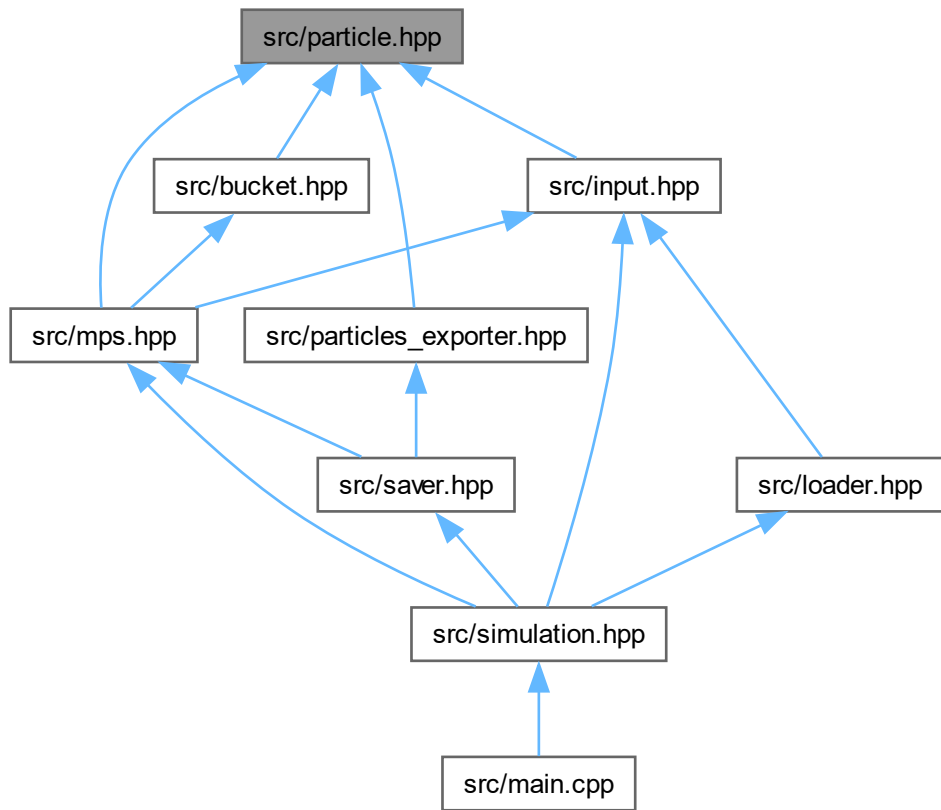 src/particle.hpp
src/bucket.hpp
src/input.hpp
src/mps.hpp
src/particles_exporter.hpp
src/saver.hpp
src/loader.hpp
src/simulation.hpp
src/main.cpp